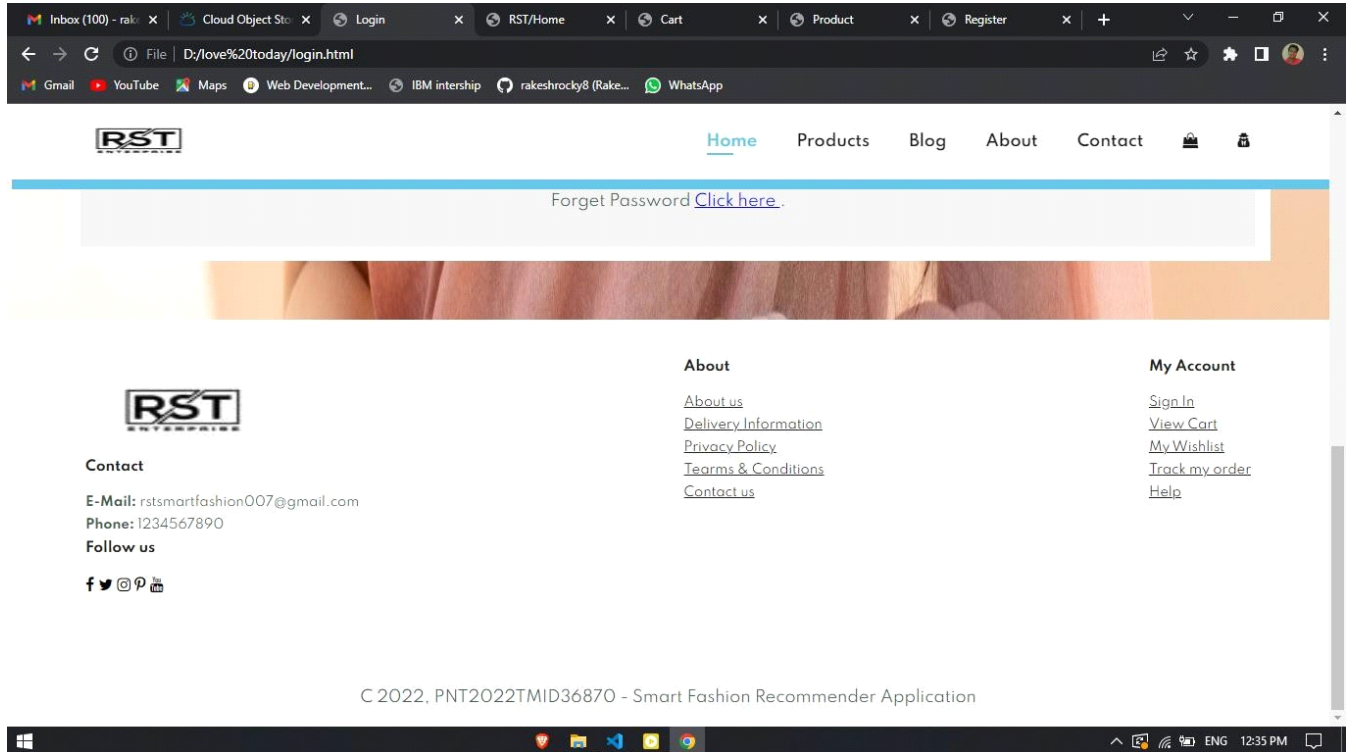 Inbox (100) - rak
Cloud Object Sto
Login
RST/Home
Cart
Product
Register
File
D:/love%20today/login.html
Gmail
YouTube
Maps
Web Development...
IBM intership
rakeshrocky8 (Rake...
WhatsApp
RST
ENTERPRISE
Home
Products
Blog
About
Contact
Forget Password Click here .
RST
ENTERPRISE
Contact
E-Mail: rstsmartfashion007@gmail.com
Phone: 1234567890
Follow us
You
Tube
About
About us
Delivery Information
Privacy Policy
Tearms & Conditions
Contact us
My Account
Sign In
View Cart
My Wishlist
Track my order
Help
C 2022, PNT2022TMID36870 - Smart Fashion Recommender Application
ENG
12:35 PM